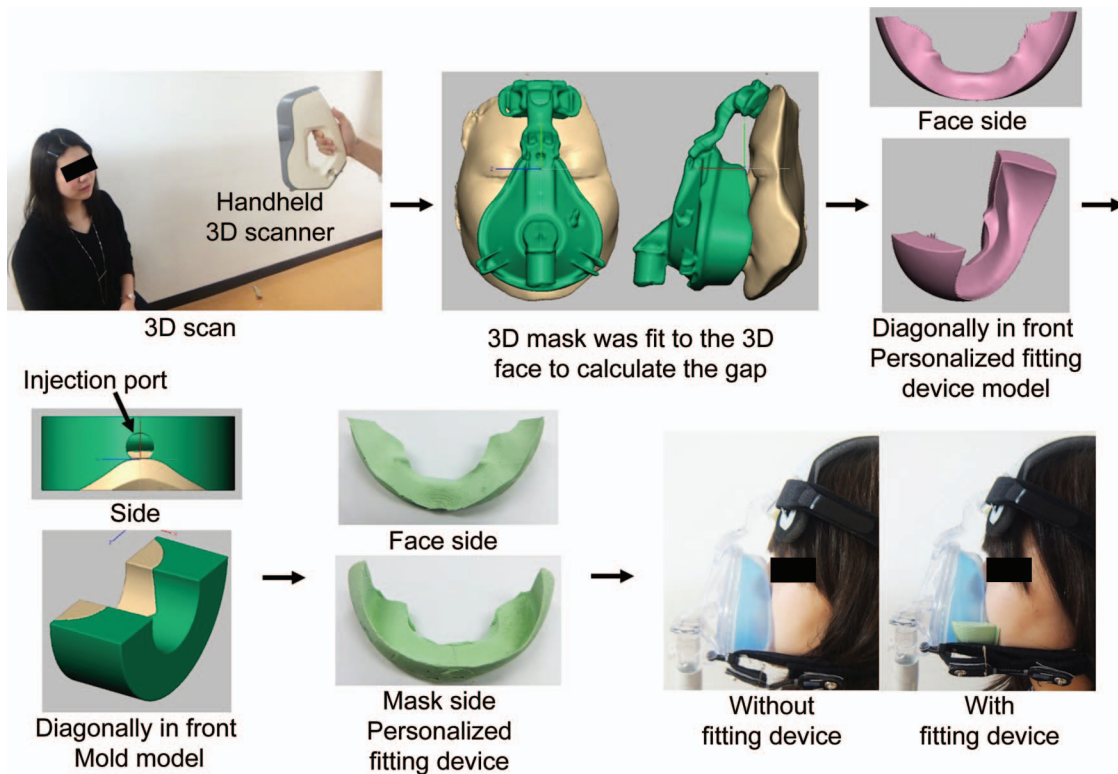 Handheld
3D scanner
3D scan
3D mask was fit to the 3D
face to calculate the gap
Face side
Diagonally in front
Personalized fitting
device model
Injection port
Side
Diagonally in front
Mold model
Face side
Mask side
Personalized
fitting device
Without
fitting device
With
fitting device